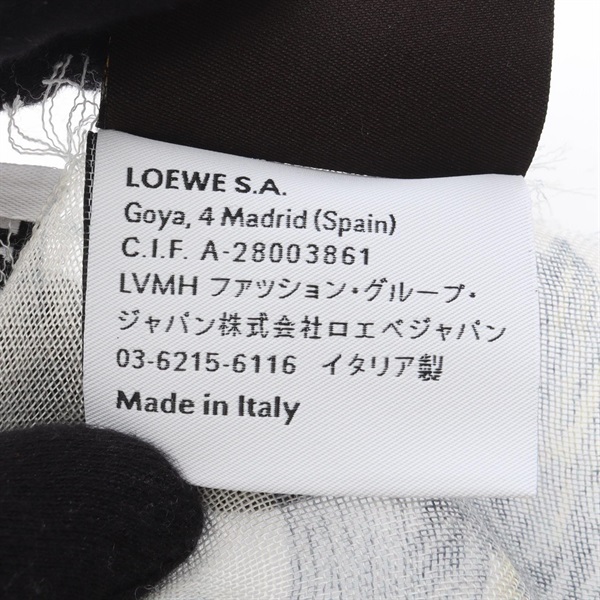 LOEWE S.A.
Goya, 4 Madrid (Spain)
C.I.F. A-28003861
LVMH ファッション・グループ・
ジャパン株式会社ロエベジャパン
03-6215-6116 イタリア製
Made in Italy